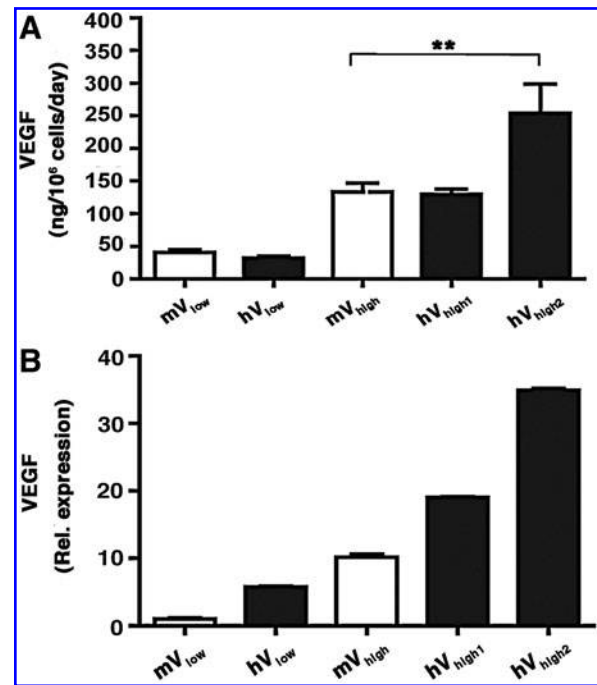 A
VEGF
(ng/10⁶ cells/day)
400
350
300
250
200
150
100
50
0
**
mVlow
hVlow
mVhigh
hVhigh1
hVhigh2
B
VEGF
(Rel. expression)
40
30
20
10
0
mVlow
hVlow
mVhigh
hVhigh1
hVhigh2